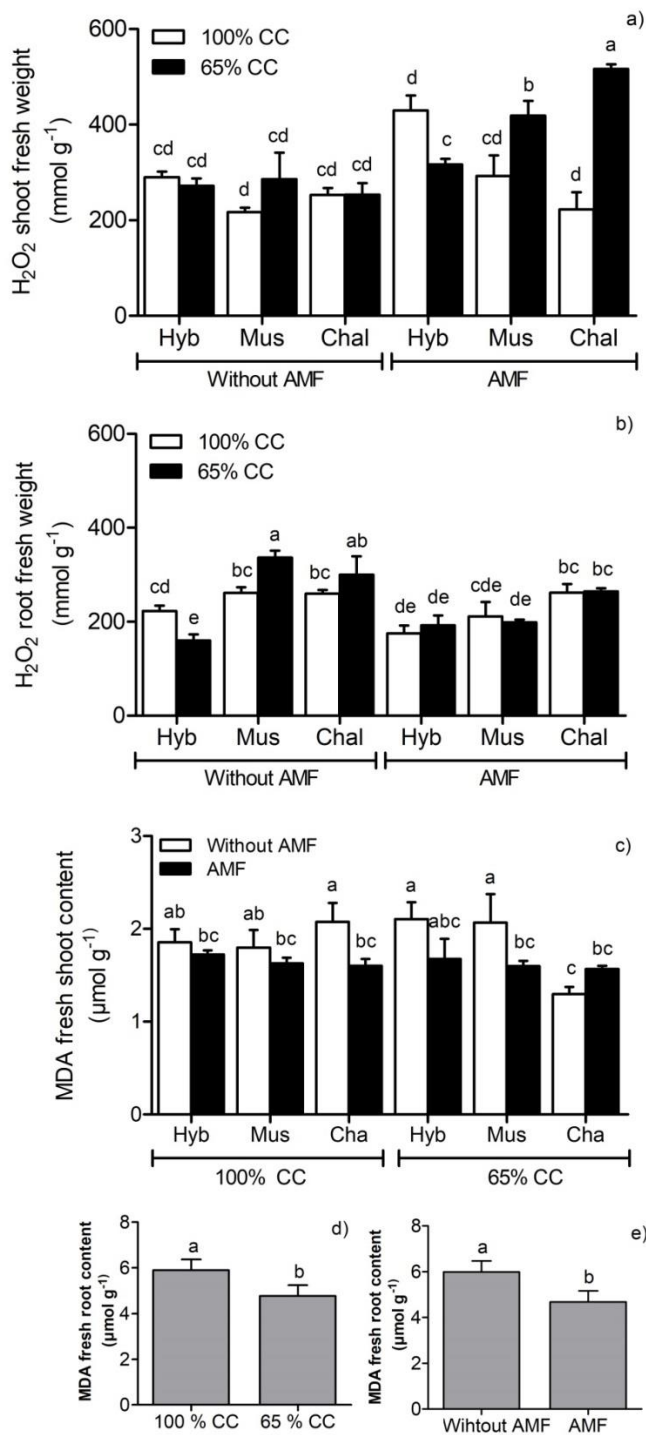 a)
100% CC
65% CC
H₂O₂ shoot fresh weight
(mmol g⁻¹)
600
400
200
0
cd cd d cd cd cd d c cd b d a
Hyb Mus Chal Hyb Mus Chal
Without AMF AMF
b)
100% CC
65% CC
H₂O₂ root fresh weight
(mmol g⁻¹)
600
400
200
0
cd e bc a bc ab de de cde de bc bc
Hyb Mus Chal Hyb Mus Chal
Without AMF AMF
c)
Without AMF
AMF
MDA fresh shoot content
(µmol g⁻¹)
3
2
1
0
ab bc ab bc a bc a abc a bc c bc
Hyb Mus Cha Hyb Mus Cha
100% CC 65% CC
d)
MDA fresh root content
(µmol g⁻¹)
8
6
4
2
0
a b
100 % CC 65 % CC
e)
MDA fresh root content
(µmol g⁻¹)
8
6
4
2
0
a b
Wihtout AMF AMF